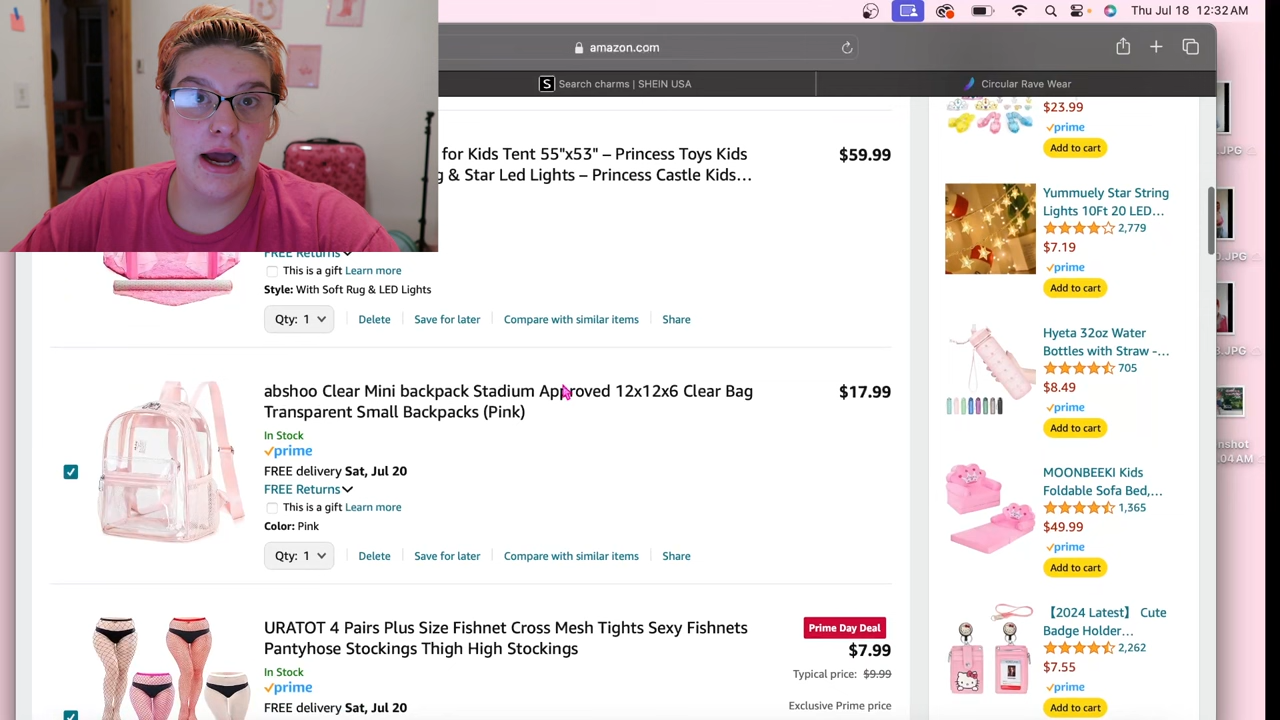 Thu Jul 18 12:32 AM
amazon.com
S Search charms | SHEIN USA
Circular Rave Wear
for Kids Tent 55"x53" – Princess Toys Kids
g & Star Led Lights – Princess Castle Kids…
$59.99
FREE Returns
This is a gift Learn more
Style: With Soft Rug & LED Lights
Qty: 1
Delete
Save for later
Compare with similar items
Share
abshoo Clear Mini backpack Stadium Approved 12x12x6 Clear Bag
Transparent Small Backpacks (Pink)
$17.99
In Stock
prime
FREE delivery Sat, Jul 20
FREE Returns
This is a gift Learn more
Color: Pink
Qty: 1
Delete
Save for later
Compare with similar items
Share
URATOT 4 Pairs Plus Size Fishnet Cross Mesh Tights Sexy Fishnets
Pantyhose Stockings Thigh High Stockings
Prime Day Deal
$7.99
Typical price: $9.99
Exclusive Prime price
In Stock
prime
FREE delivery Sat, Jul 20
$23.99
prime
Add to cart
Yummuely Star String
Lights 10Ft 20 LED…
2,779
$7.19
prime
Add to cart
Hyeta 32oz Water
Bottles with Straw -…
705
$8.49
prime
Add to cart
MOONBEEKI Kids
Foldable Sofa Bed,…
1,365
$49.99
prime
Add to cart
【2024 Latest】 Cute
Badge Holder…
2,262
$7.55
prime
Add to cart
.JPG
0.JPG
3.JPG
nshot
.04 AM